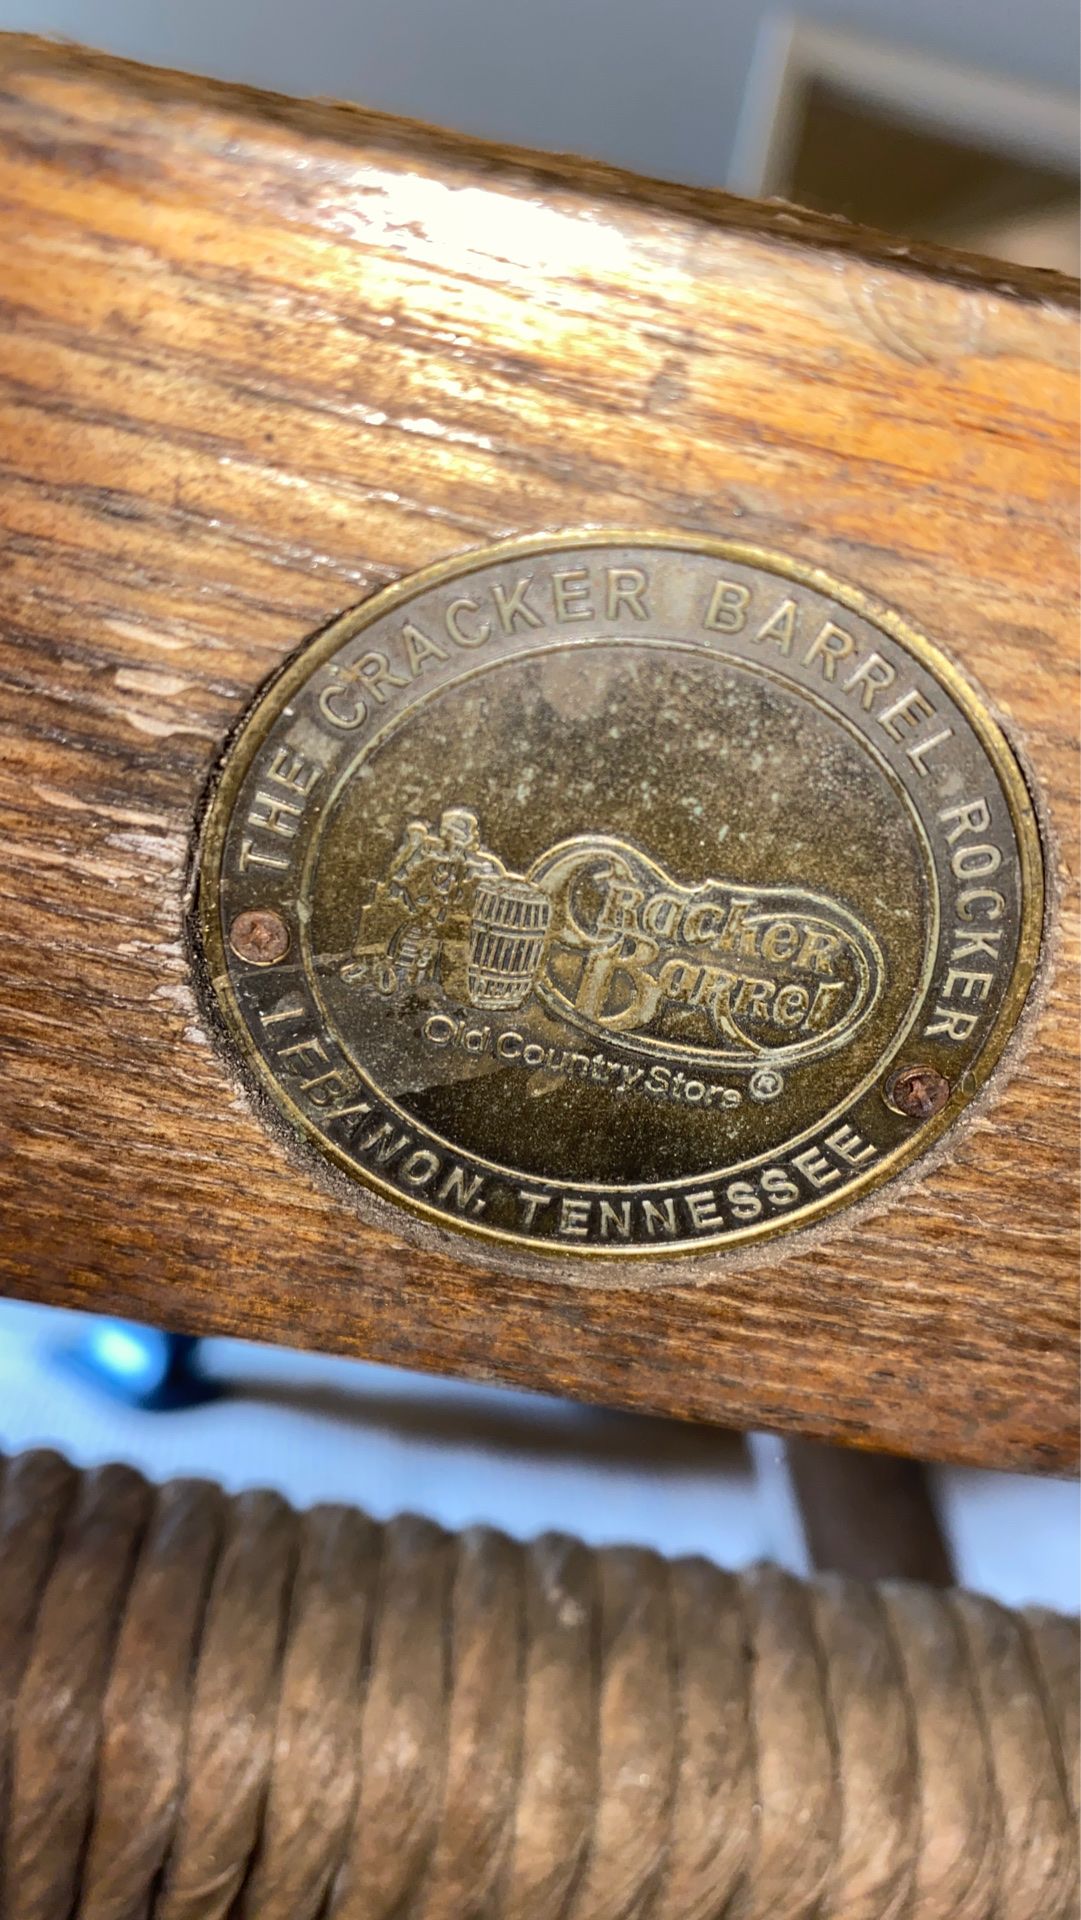 THE CRACKER BARREL ROCKER
Cracker
Barrel
Old Country Store®
LEBANON, TENNESSEE